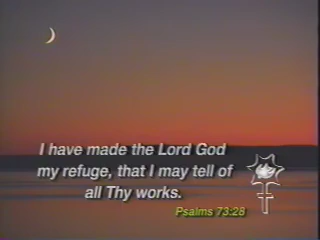 I have made the Lord God
my refuge, that I may tell of
all Thy works.
Psalms 73:28